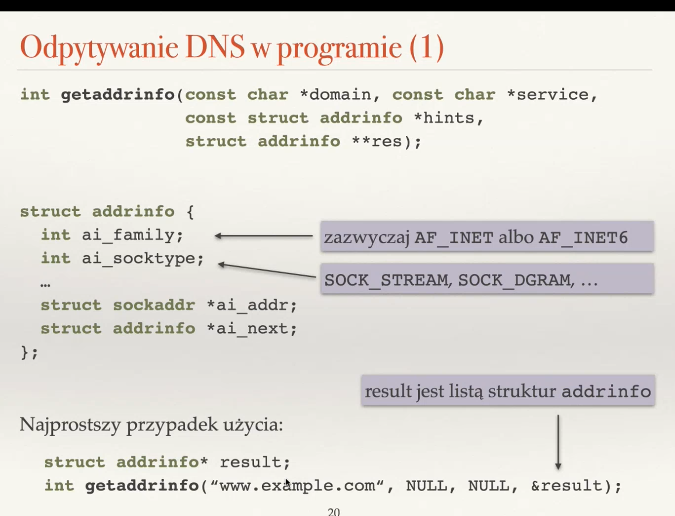 Odpytywanie DNS w programie (1)
int getaddrinfo(const char *domain, const char *service,
const struct addrinfo *hints,
struct addrinfo **res);
struct addrinfo {
int ai_family;
zazwyczaj AF_INET albo AF_INET6
int ai_socktype;
SOCK_STREAM, SOCK_DGRAM, …
…
struct sockaddr *ai_addr;
struct addrinfo *ai_next;
};
result jest listą struktur addrinfo
Najprostszy przypadek użycia:
struct addrinfo* result;
int getaddrinfo(“www.example.com“, NULL, NULL, &result);
20